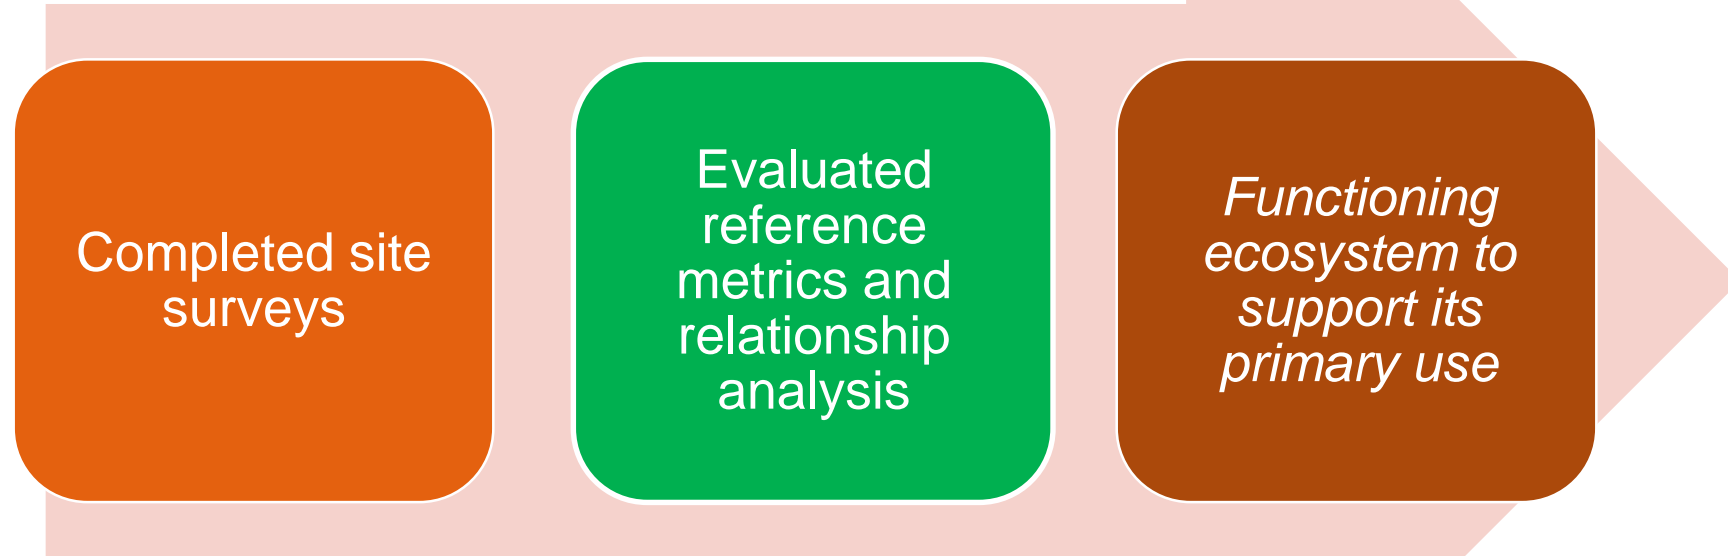 Completed site
surveys
Evaluated
reference
metrics and
relationship
analysis
Functioning
ecosystem to
support its
primary use